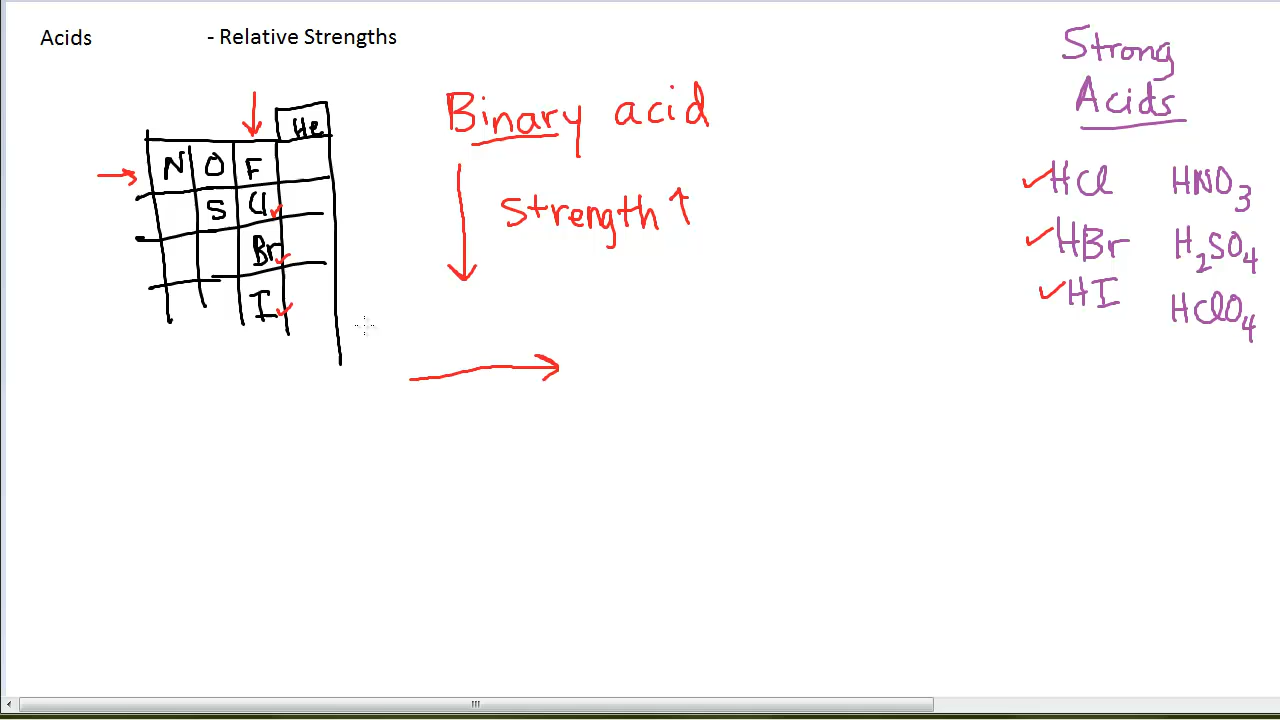 Acids - Relative Strengths
Strong
Acids
Binary acid
He
N O F
S Cl
Br
I
Strength ↑
HCl HNO3
HBr H2SO4
HI HClO4